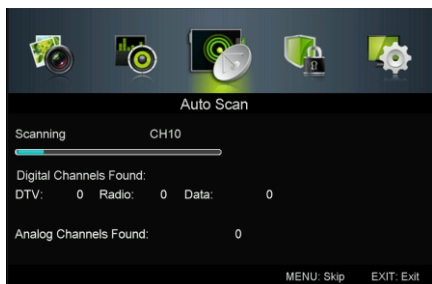 Auto Scan
Scanning CH10
Digital Channels Found:
DTV: 0 Radio: 0 Data: 0
Analog Channels Found: 0
MENU: Skip EXIT: Exit